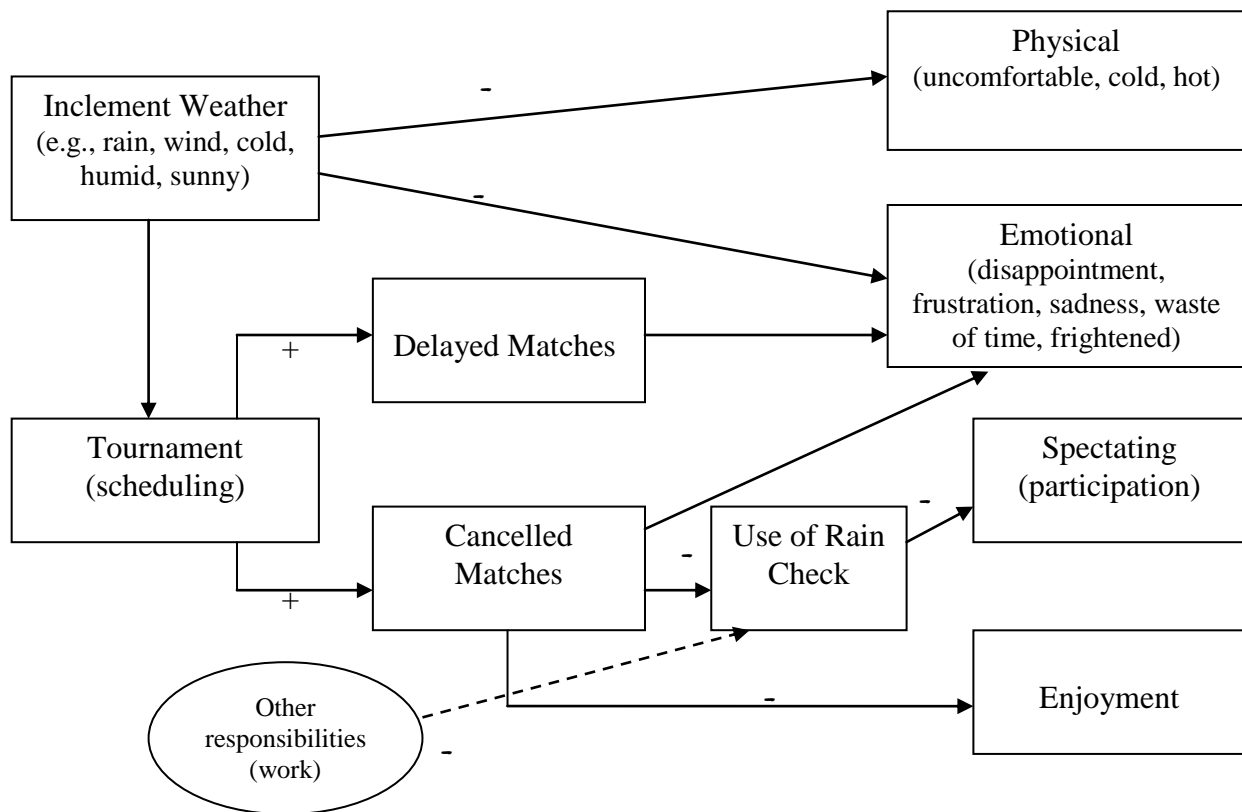 Physical
(uncomfortable, cold, hot)
-
Inclement Weather
(e.g., rain, wind, cold,
humid, sunny)
-
Emotional
(disappointment,
frustration, sadness, waste
of time, frightened)
+
Delayed Matches
Tournament
(scheduling)
Spectating
(participation)
-
Cancelled
Matches
-
Use of Rain
Check
+
Other
responsibilities
(work)
-
-
Enjoyment